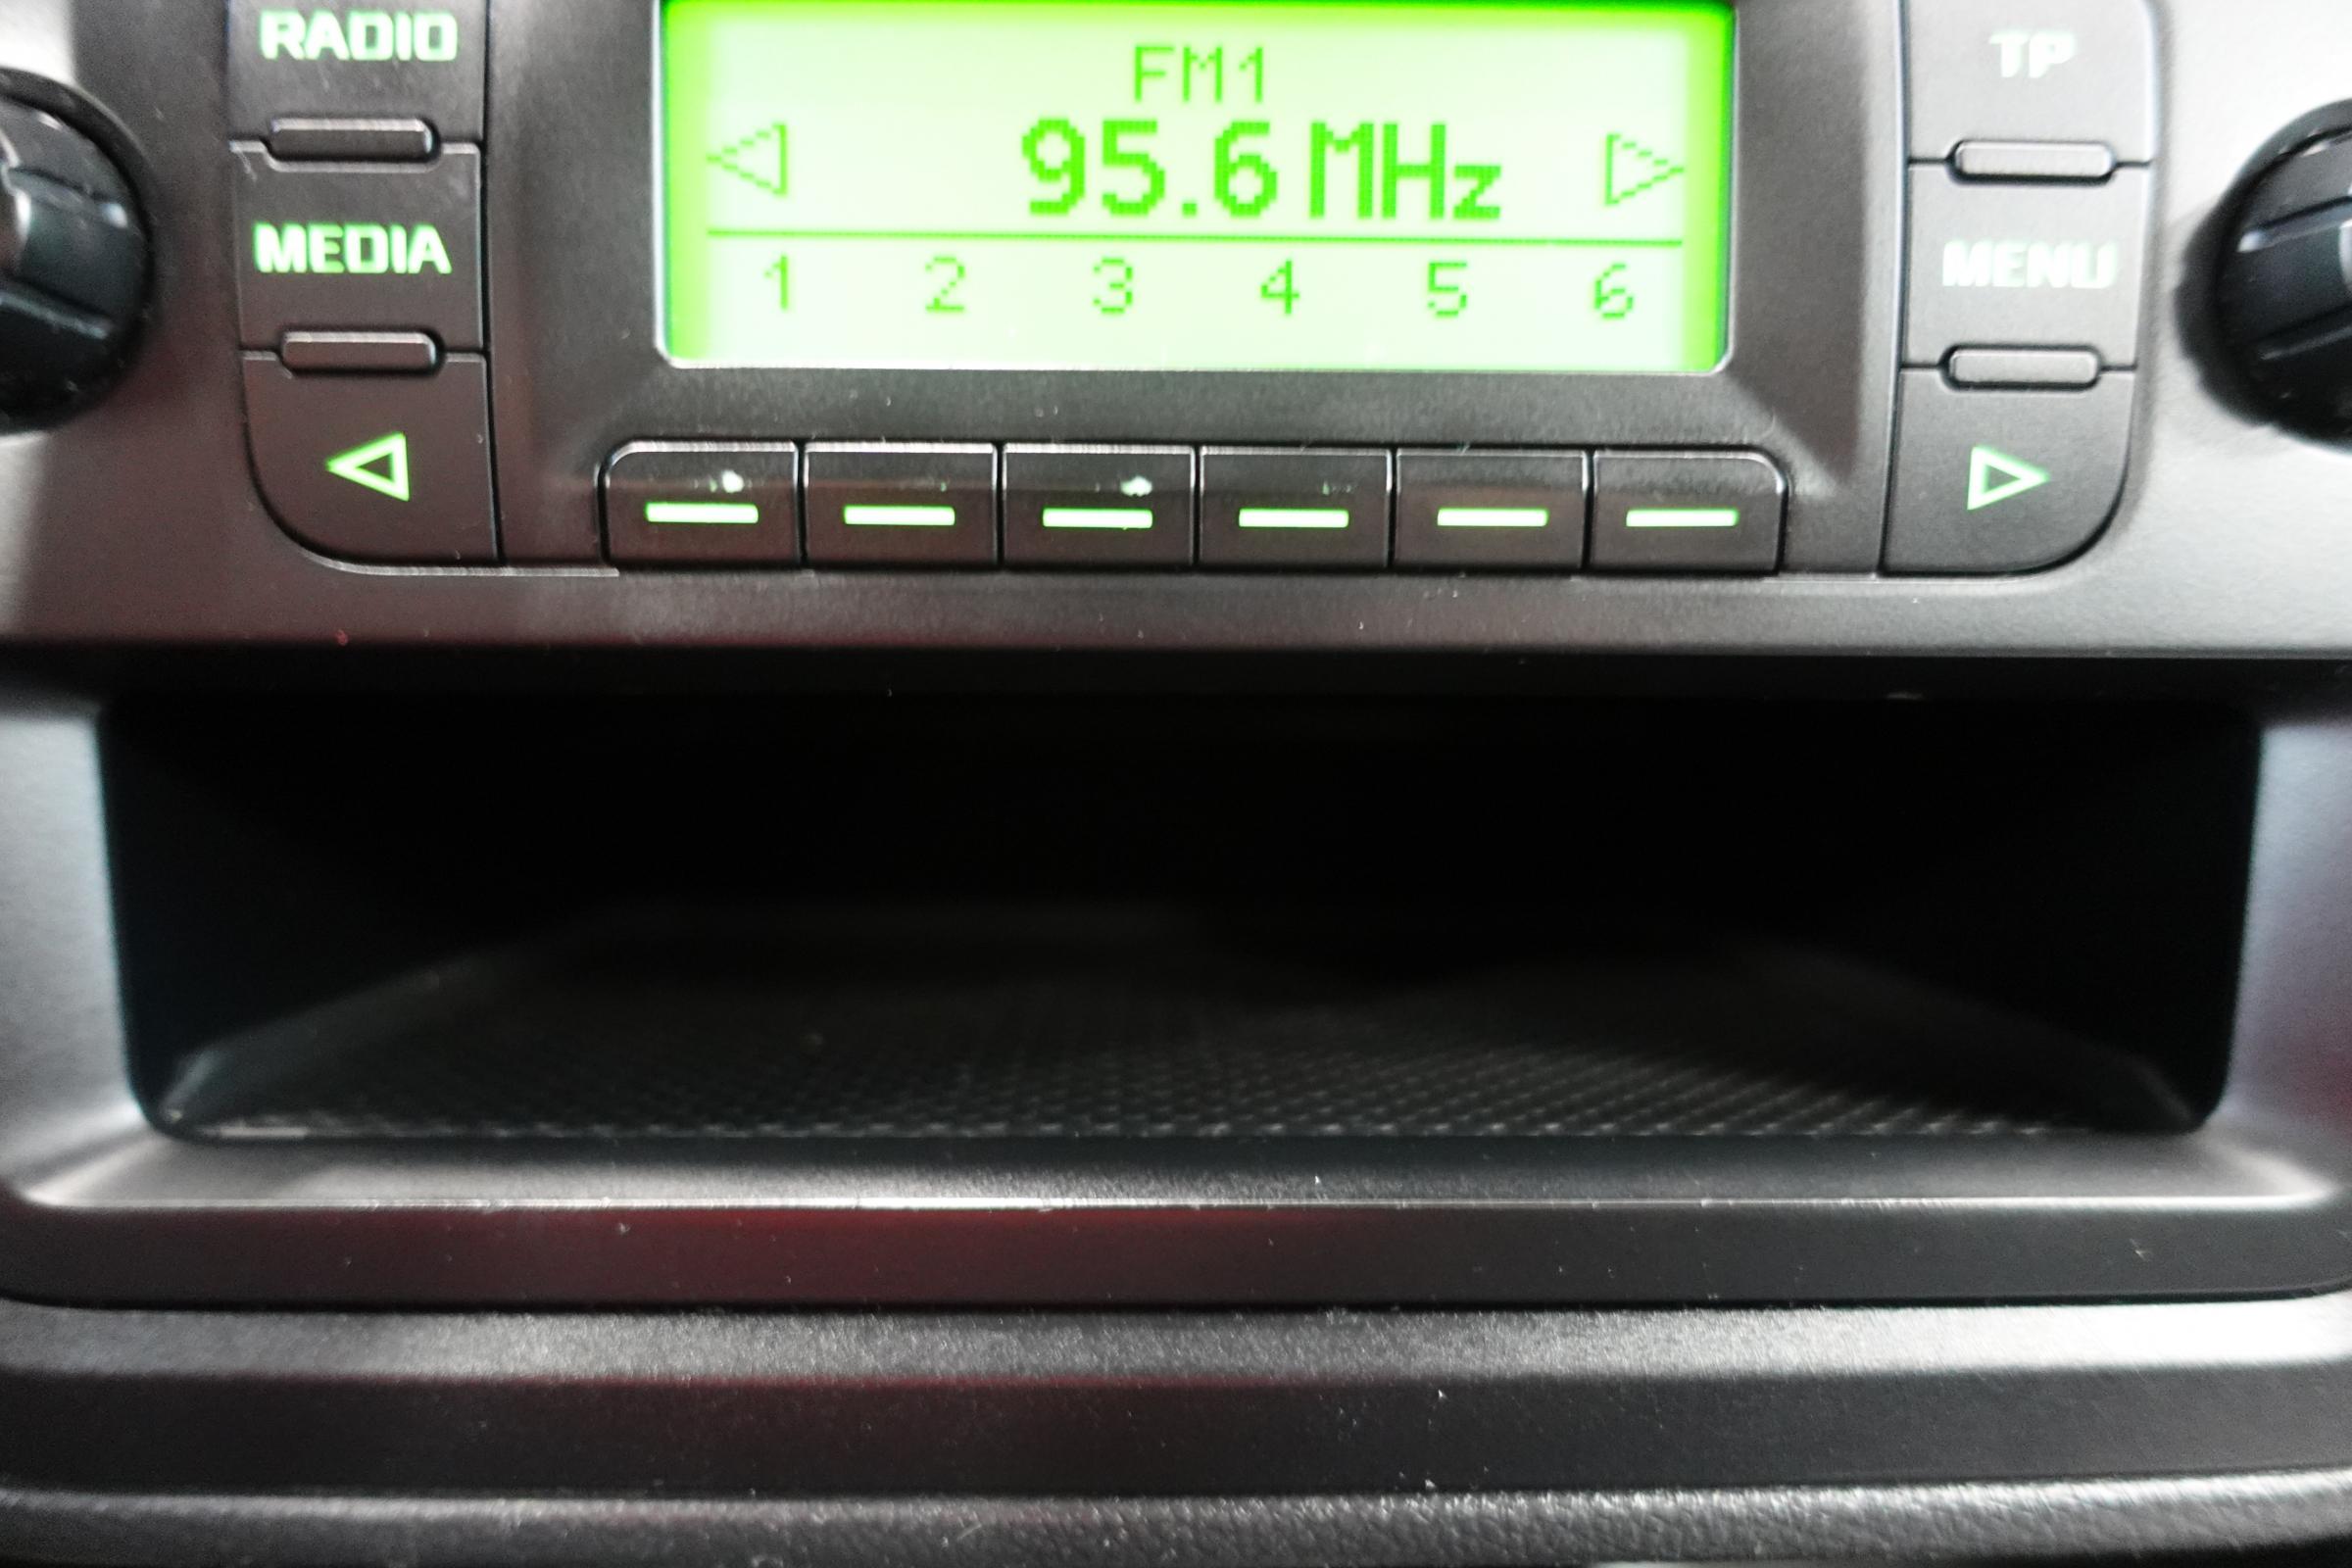 RADIO
MEDIA
FM1
95.6 MHz
1 2 3 4 5 6
TP
MENU